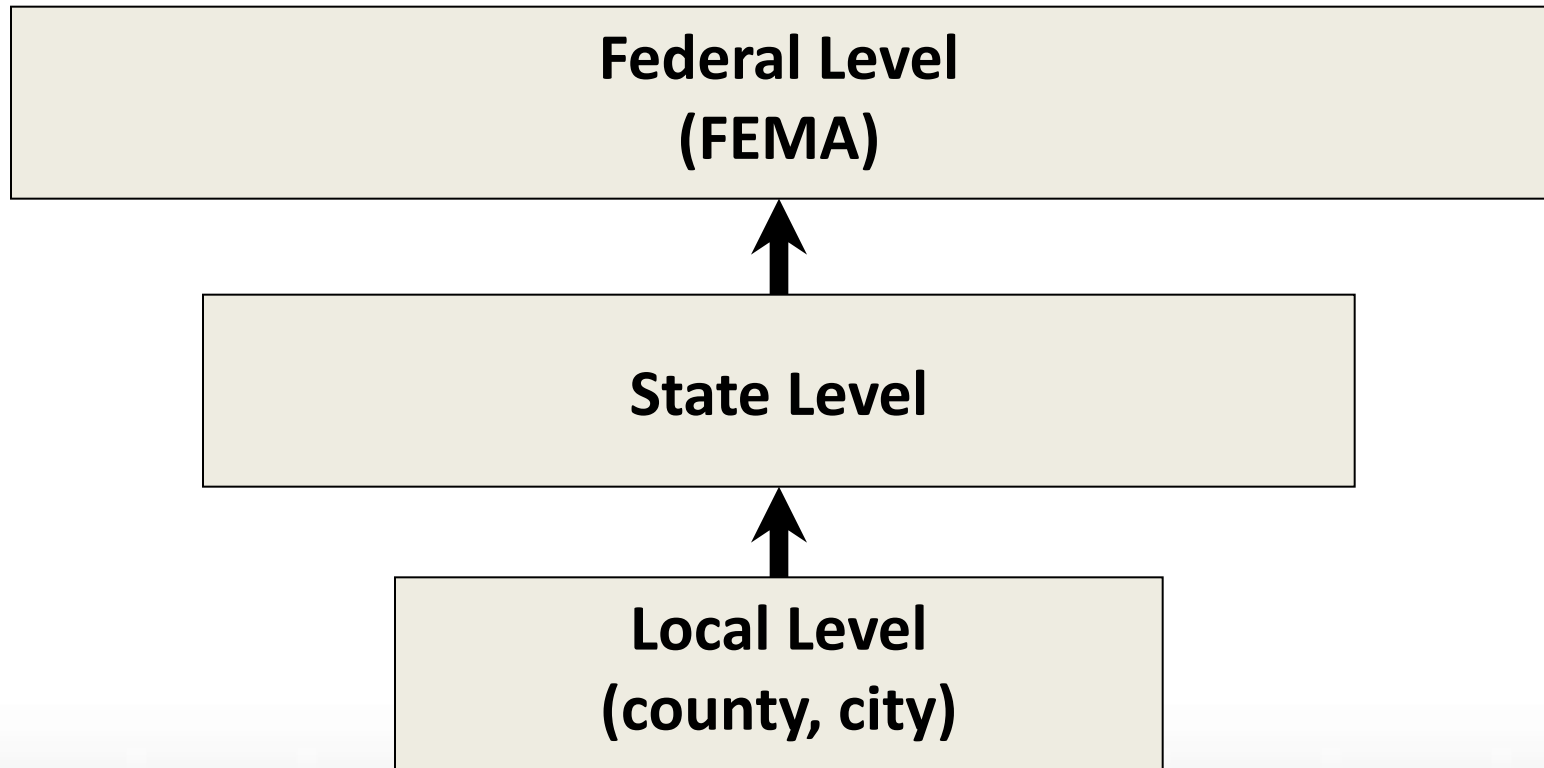 Federal Level
(FEMA)
State Level
Local Level
(county, city)